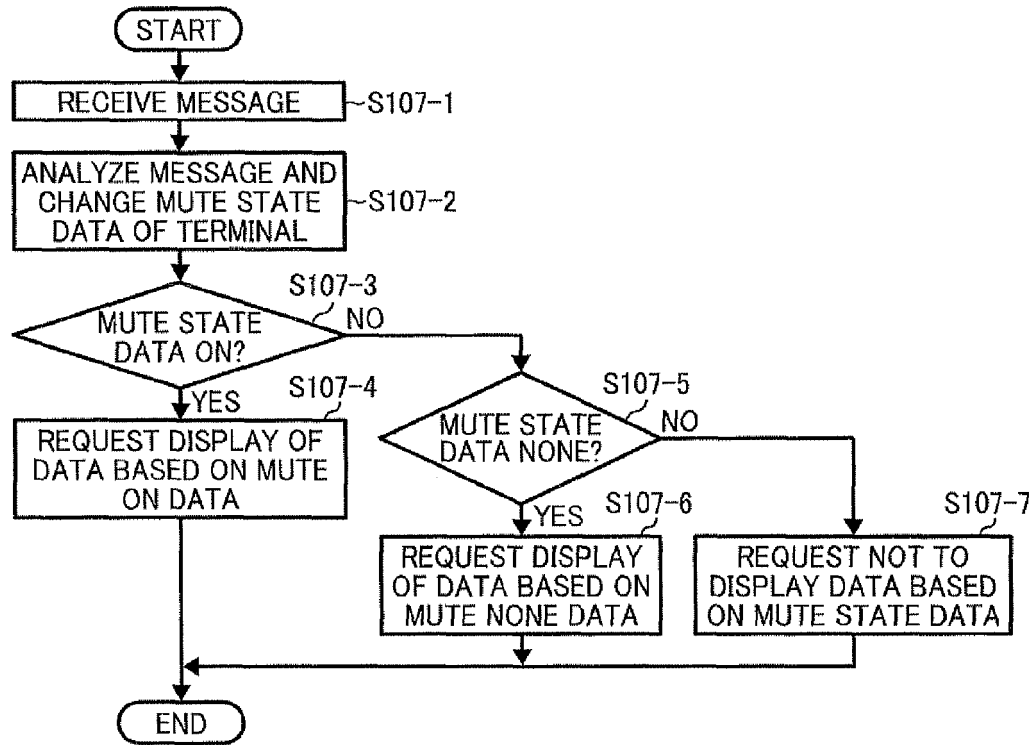 START
RECEIVE MESSAGE
S107-1
ANALYZE MESSAGE AND
CHANGE MUTE STATE
DATA OF TERMINAL
S107-2
S107-3
MUTE STATE
DATA ON?
NO
YES
S107-4
REQUEST DISPLAY OF
DATA BASED ON MUTE
ON DATA
S107-5
MUTE STATE
DATA NONE?
NO
YES
S107-6
REQUEST DISPLAY
OF DATA BASED ON
MUTE NONE DATA
S107-7
REQUEST NOT TO
DISPLAY DATA BASED
ON MUTE STATE DATA
END